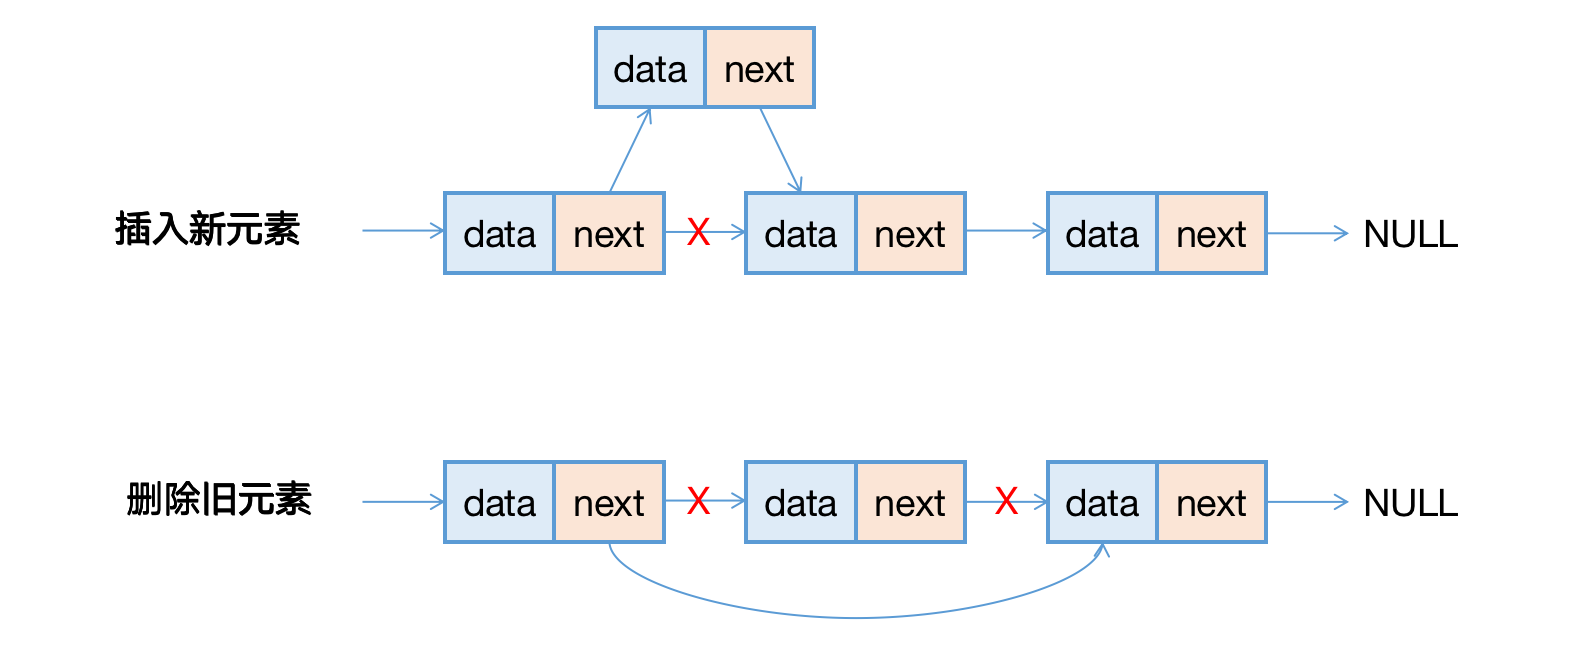 data next
插入新元素 data next X data next data next NULL
删除旧元素 data next X data next X data next NULL